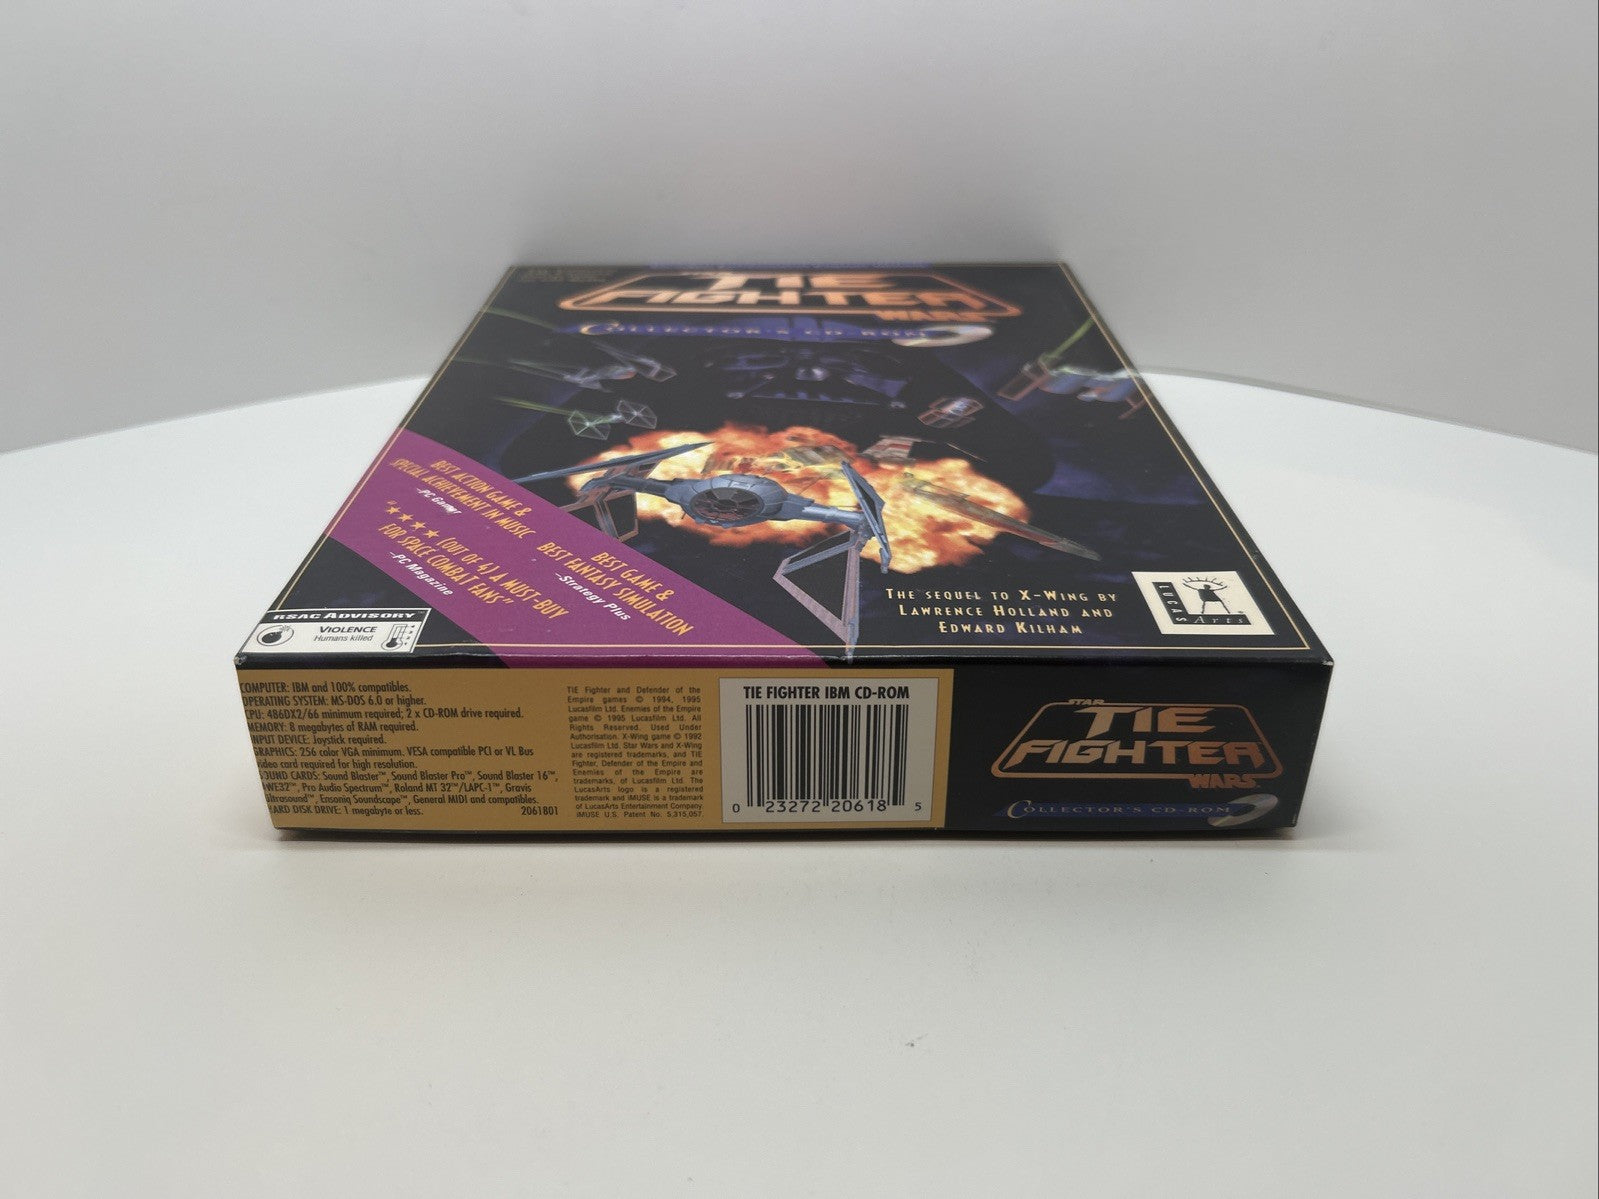 TIE
FIGHTER
WARS
COLLECTOR'S CD-ROM
BEST ACTION GAME &
SPECIAL ACHIEVEMENT IN MUSIC
--PC Gamer
"★★★★ (OUT OF 4) A MUST-BUY
FOR SPACE COMBAT FANS"
--PC Magazine
BEST GAME &
BEST FANTASY SIMULATION
--Strategy Plus
THE SEQUEL TO X-WING BY
LAWRENCE HOLLAND AND
EDWARD KILHAM
LUCAS
Arts
RSAC ADVISORY
VIOLENCE
Humans killed
COMPUTER: IBM and 100% compatibles.
OPERATING SYSTEM: MS-DOS 6.0 or higher.
CPU: 486DX2/66 minimum required; 2 x CD-ROM drive required.
MEMORY: 8 megabytes of RAM required.
INPUT DEVICE: Joystick required.
GRAPHICS: 256 color VGA minimum. VESA compatible PCI or VL Bus
video card required for high resolution.
SOUND CARDS: Sound Blaster™, Sound Blaster Pro™, Sound Blaster 16™,
AWE32™, Pro Audio Spectrum™, Roland MT 32™/LAPC-1™, Gravis
Ultrasound™, Ensoniq Soundscape™, General MIDI and compatibles.
HARD DISK DRIVE: 1 megabyte or less.
2061801
TIE Fighter and Defender of the
Empire games © 1994, 1995
Lucasfilm Ltd. Enemies of the Empire
game © 1995 Lucasfilm Ltd. All
Rights Reserved. Used Under
Authorisation. X-Wing game © 1992
Lucasfilm Ltd. Star Wars and X-Wing
are registered trademarks, and TIE
Fighter, Defender of the Empire and
Enemies of the Empire are
trademarks, of Lucasfilm Ltd. The
LucasArts logo is a registered
trademark and iMUSE is a trademark
of LucasArts Entertainment Company.
iMUSE U.S. Patent No. 5,315,057.
TIE FIGHTER IBM CD-ROM
0 23272 20618 5
STAR
TIE
FIGHTER
WARS
COLLECTOR'S CD-ROM